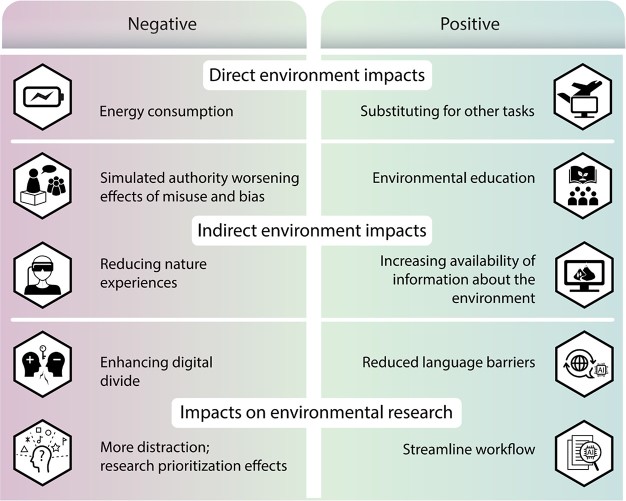 Negative
Positive
Direct environment impacts
Energy consumption
Substituting for other tasks
Simulated authority worsening
effects of misuse and bias
Environmental education
Indirect environment impacts
Reducing nature
experiences
Increasing availability of
information about the
environment
Enhancing digital
divide
Reduced language barriers
AI
Impacts on environmental research
More distraction;
research prioritization effects
?
Streamline workflow
AI